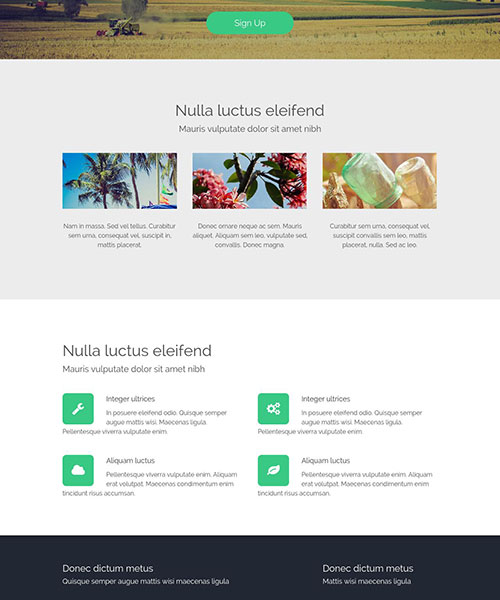 Sign Up
Nulla luctus eleifend
Mauris vulputate dolor sit amet nibh
Nam in massa. Sed vel tellus. Curabitur
sem urna, consequat vel, suscipit in,
mattis placerat.
Donec ornare neque ac sem. Mauris
aliquet. Aliquam sem leo, vulputate sed,
convallis. Donec magna.
Curabitur sem urna, consequat vel,
suscipit convallis sem leo, mattis
placerat, nulla. Sed ac leo.
Nulla luctus eleifend
Mauris vulputate dolor sit amet nibh
Integer ultrices
In posuere eleifend odio. Quisque semper
augue mattis wisi. Maecenas ligula.
Pellentesque viverra vulputate enim.
Integer ultrices
In posuere eleifend odio. Quisque semper
augue mattis wisi. Maecenas ligula.
Pellentesque viverra vulputate enim.
Aliquam luctus
Pellentesque viverra vulputate enim. Aliquam
erat volutpat. Maecenas condimentum enim
tincidunt risus accumsan.
Aliquam luctus
Pellentesque viverra vulputate enim. Aliquam
erat volutpat. Maecenas condimentum enim
tincidunt risus accumsan.
Donec dictum metus
Quisque semper augue mattis wisi maecenas ligula
Donec dictum metus
Mattis wisi maecenas ligula